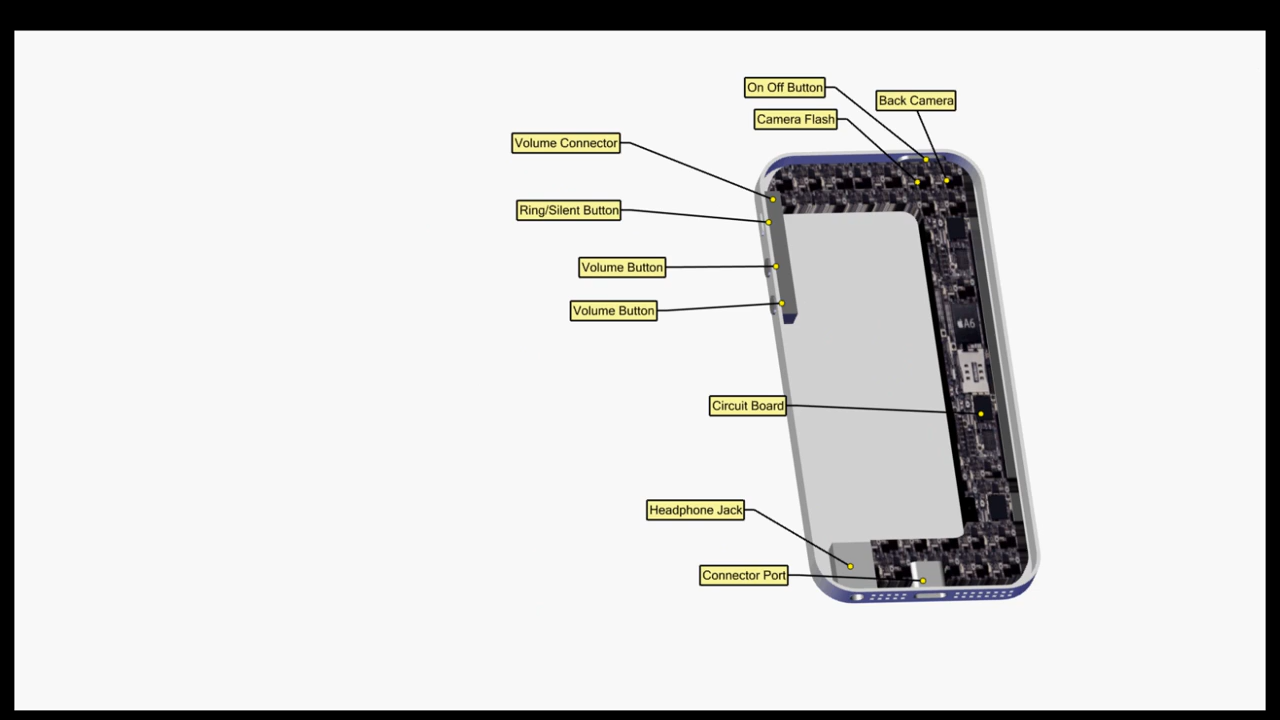 On Off Button
Back Camera
Camera Flash
Volume Connector
Ring/Silent Button
Volume Button
Volume Button
A6
Circuit Board
Headphone Jack
Connector Port